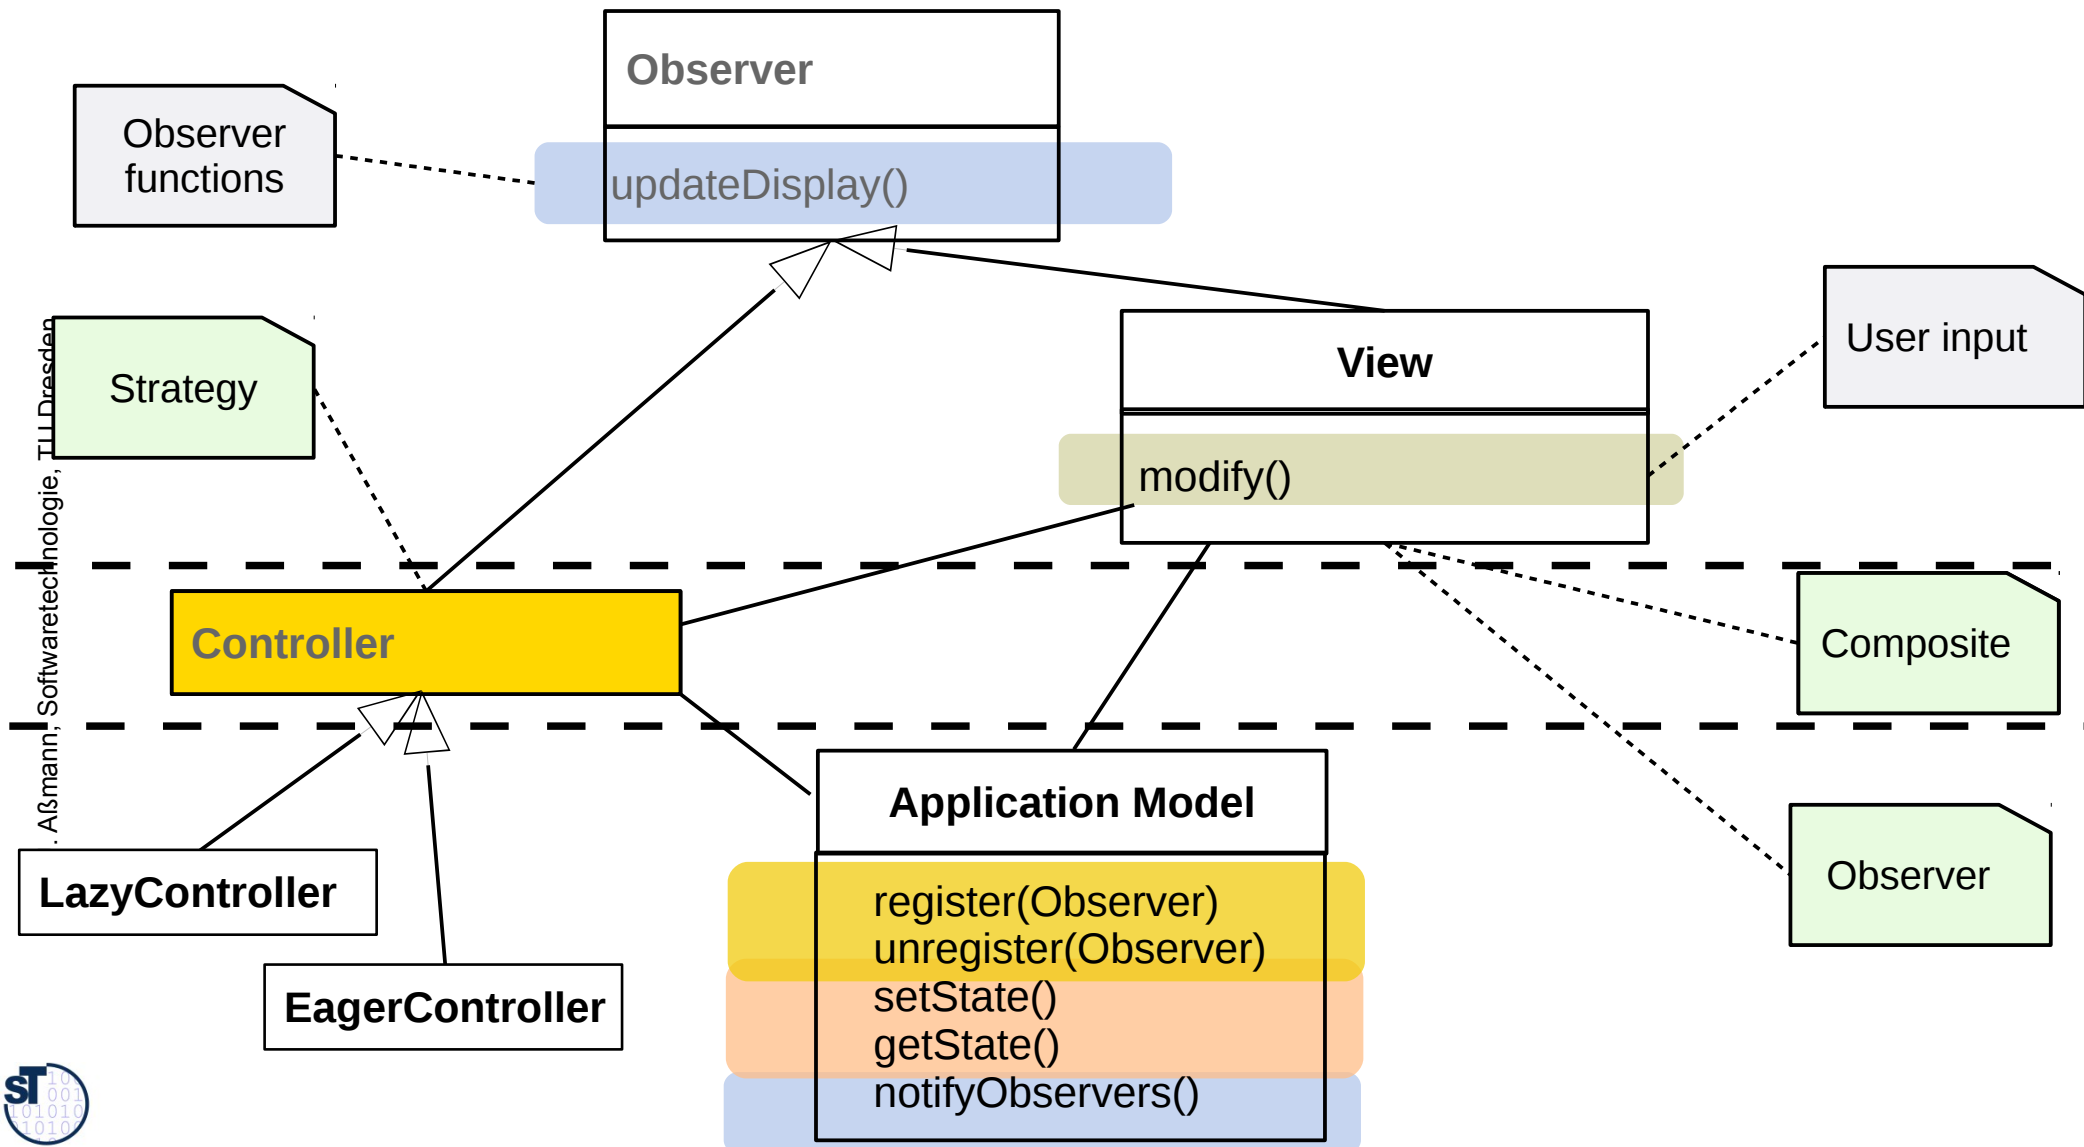 Observer
Observer
functions
updateDisplay()
User input
View
Strategy
modify()
Controller
Composite
Application Model
LazyController
register(Observer)
Observer
unregister(Observer)
EagerController
setState()
getState()
notifyObservers()
. Aßmann, Softwaretechnologie, TU Dresden
ST